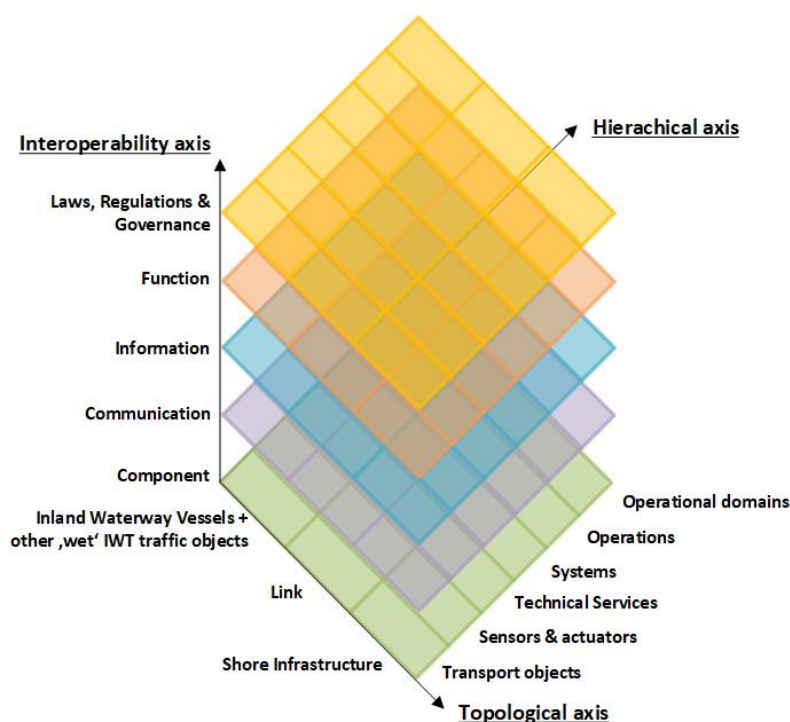 Hierachical axis
Interoperability axis
Laws, Regulations &
Governance
Function
Information
Communication
Component
Inland Waterway Vessels +
other ‚wet‘ IWT traffic objects
Link
Shore Infrastructure
Operational domains
Operations
Systems
Technical Services
Sensors & actuators
Transport objects
Topological axis